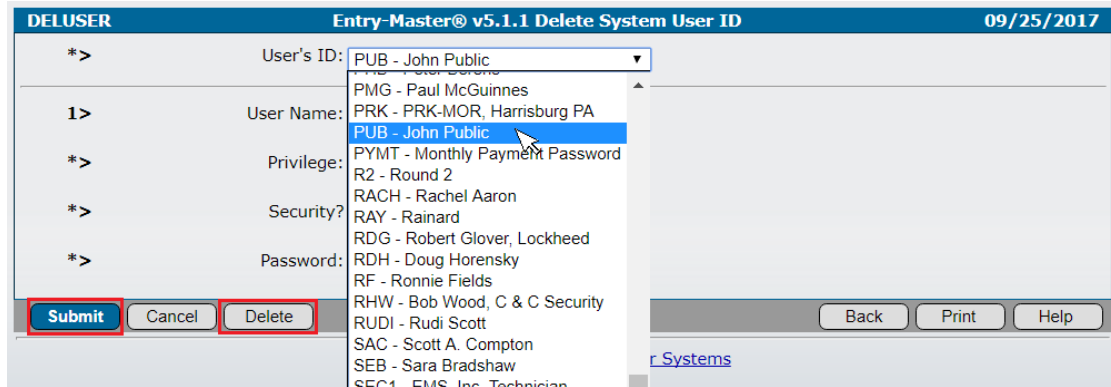 DELUSER Entry-Master® v5.1.1 Delete System User ID 09/25/2017
*> User's ID: PUB - John Public
PMG - Paul McGuinnes
1> User Name: PRK - PRK-MOR, Harrisburg PA
PUB - John Public
*> Privilege: PYMT - Monthly Payment Password
R2 - Round 2
RACH - Rachel Aaron
*> Security? RAY - Rainard
RDG - Robert Glover, Lockheed
*> Password: RDH - Doug Horensky
RF - Ronnie Fields
RHW - Bob Wood, C & C Security
Submit Cancel Delete RUDI - Rudi Scott Back Print Help
SAC - Scott A. Compton
SEB - Sara Bradshaw r Systems
SEC1 - EMS, Inc. Technician